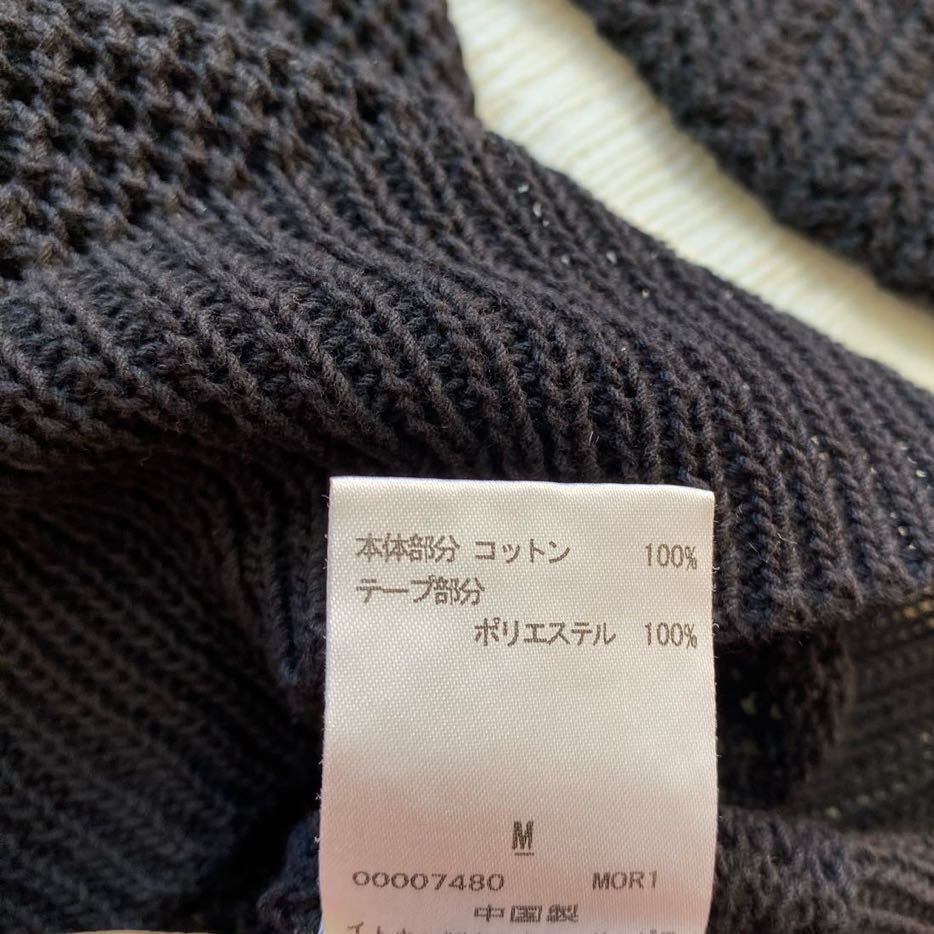 本体部分 コットン 100%
テープ部分
ポリエステル 100%
M
00007480 MOR1
中国製